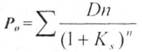 P₀ = ∑ Dn / (1 + Kₛ)ⁿ